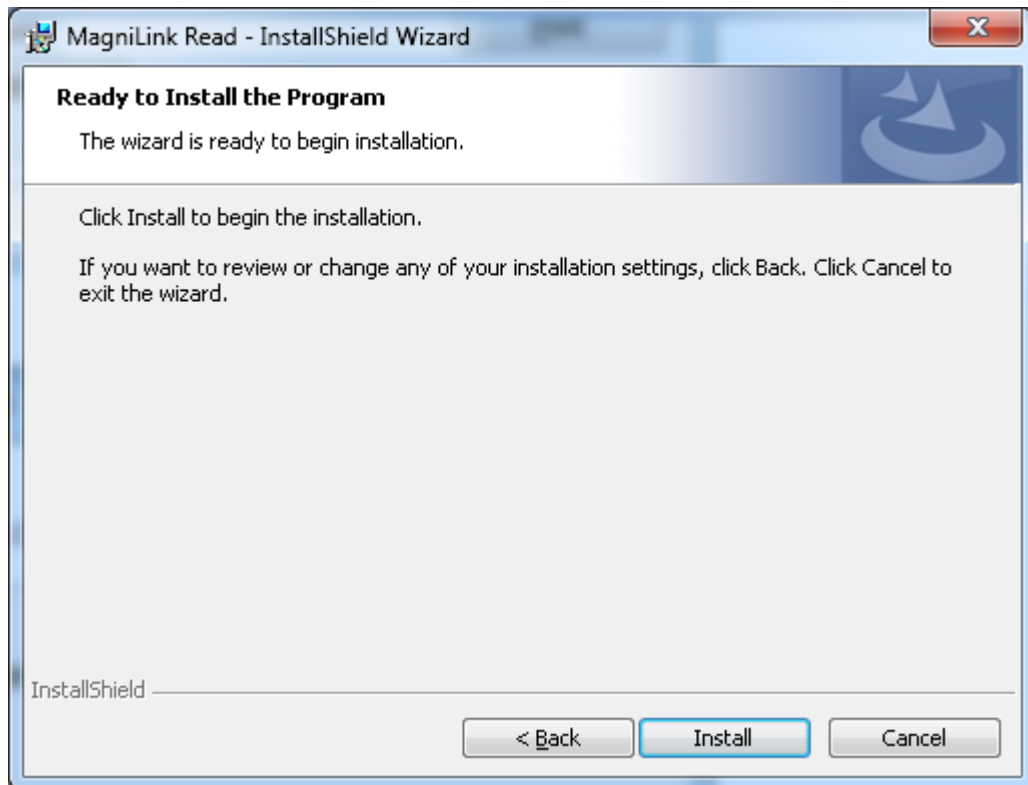 MagniLink Read - InstallShield Wizard
Ready to Install the Program
The wizard is ready to begin installation.
Click Install to begin the installation.
If you want to review or change any of your installation settings, click Back. Click Cancel to
exit the wizard.
InstallShield
< Back
Install
Cancel